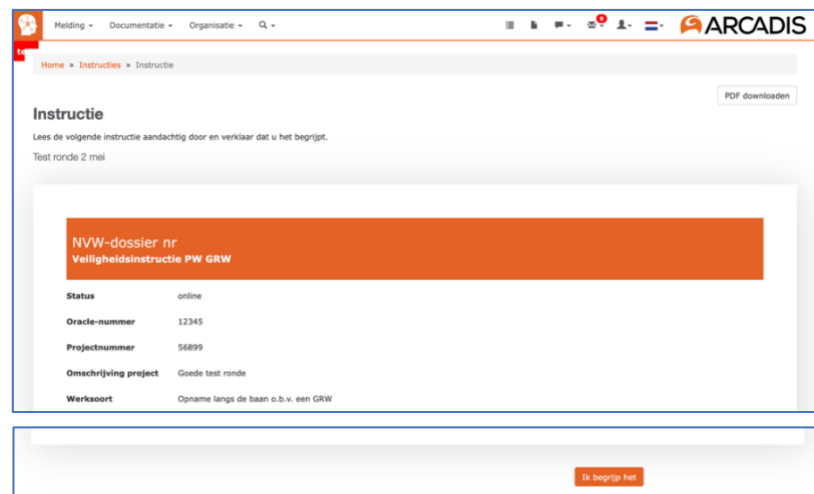 Melding Documentatie Organisatie ARCADIS
Home » Instructies » Instructie
PDF downloaden
Instructie
Lees de volgende instructie aandachtig door en verklaar dat u het begrijpt.
Test ronde 2 mei
NVW-dossier nr
Veiligheidsinstructie PW GRW
Status online
Oracle-nummer 12345
Projectnummer 56899
Omschrijving project Goede test ronde
Werksoort Opname langs de baan o.b.v. een GRW
Ik begrijp het